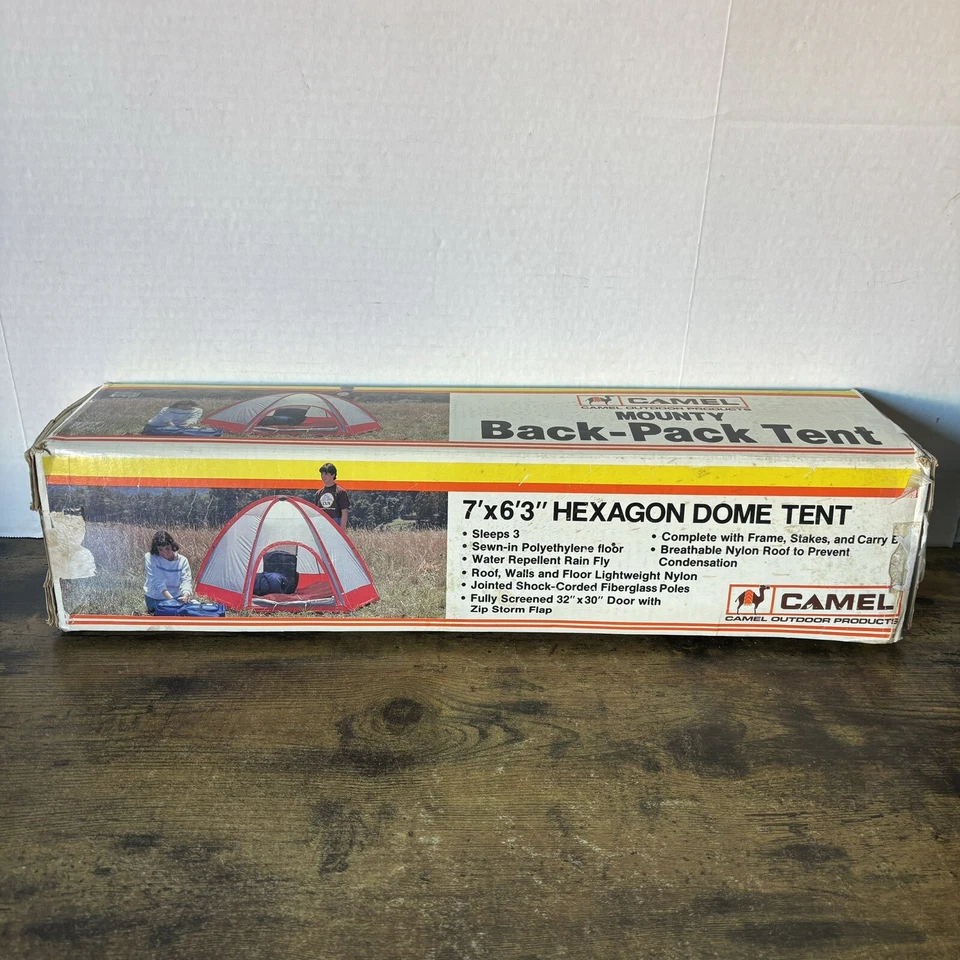 CAMEL
CAMEL OUTDOOR PRODUCTS
MOUNTY
Back-Pack Tent
7'x6'3" HEXAGON DOME TENT
• Sleeps 3
• Sewn-in Polyethylene floor
• Water Repellent Rain Fly
• Roof, Walls and Floor Lightweight Nylon
• Jointed Shock-Corded Fiberglass Poles
• Fully Screened 32"x30" Door with
Zip Storm Flap
• Complete with Frame, Stakes, and Carry
• Breathable Nylon Roof to Prevent
Condensation
CAMEL
CAMEL OUTDOOR PRODUCTS